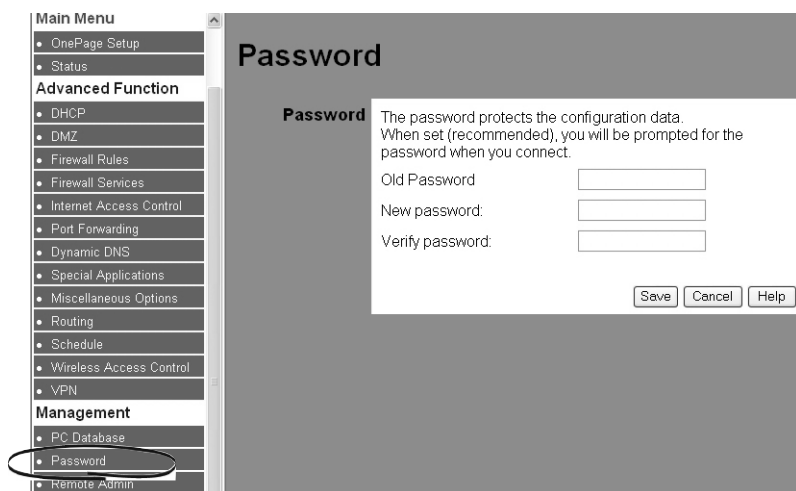 Main Menu
OnePage Setup
Status
Advanced Function
DHCP
DMZ
Firewall Rules
Firewall Services
Internet Access Control
Port Forwarding
Dynamic DNS
Special Applications
Miscellaneous Options
Routing
Schedule
Wireless Access Control
VPN
Management
PC Database
Password
Remote Admin
Password
Password
The password protects the configuration data.
When set (recommended), you will be prompted for the
password when you connect.
Old Password
New password:
Verify password:
Save Cancel Help